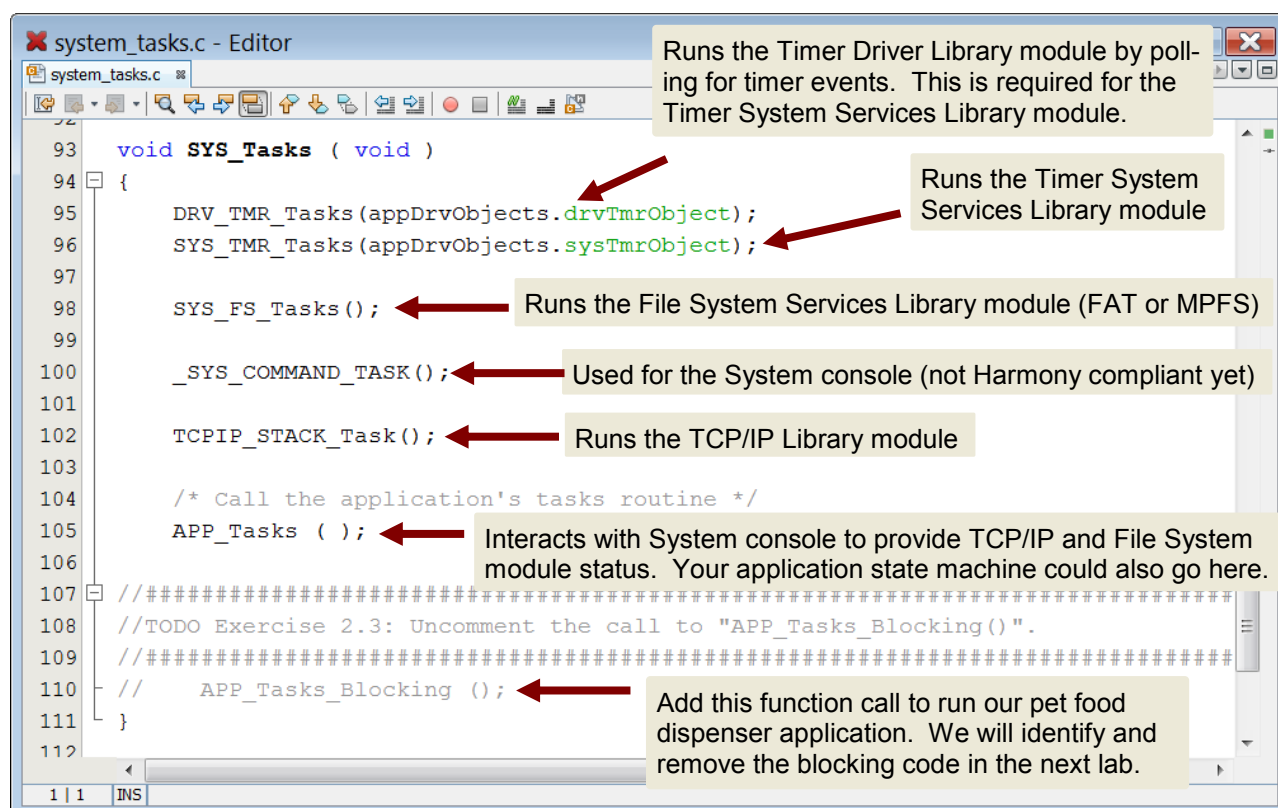 system_tasks.c - Editor
system_tasks.c
Runs the Timer Driver Library module by poll-
ing for timer events.  This is required for the
Timer System Services Library module.
93 void SYS_Tasks ( void )
94 {
Runs the Timer System
Services Library module
95 DRV_TMR_Tasks(appDrvObjects.drvTmrObject);
96 SYS_TMR_Tasks(appDrvObjects.sysTmrObject);
97
98 SYS_FS_Tasks();
Runs the File System Services Library module (FAT or MPFS)
99
100 _SYS_COMMAND_TASK();
Used for the System console (not Harmony compliant yet)
101
102 TCPIP_STACK_Task();
Runs the TCP/IP Library module
103
104 /* Call the application's tasks routine */
105 APP_Tasks ( );
Interacts with System console to provide TCP/IP and File System
module status.  Your application state machine could also go here.
106
107 //##############################################################################
108 //TODO Exercise 2.3: Uncomment the call to "APP_Tasks_Blocking()".
109 //##############################################################################
110 //    APP_Tasks_Blocking ();
Add this function call to run our pet food
dispenser application.  We will identify and
remove the blocking code in the next lab.
111 }
112
1 | 1 INS